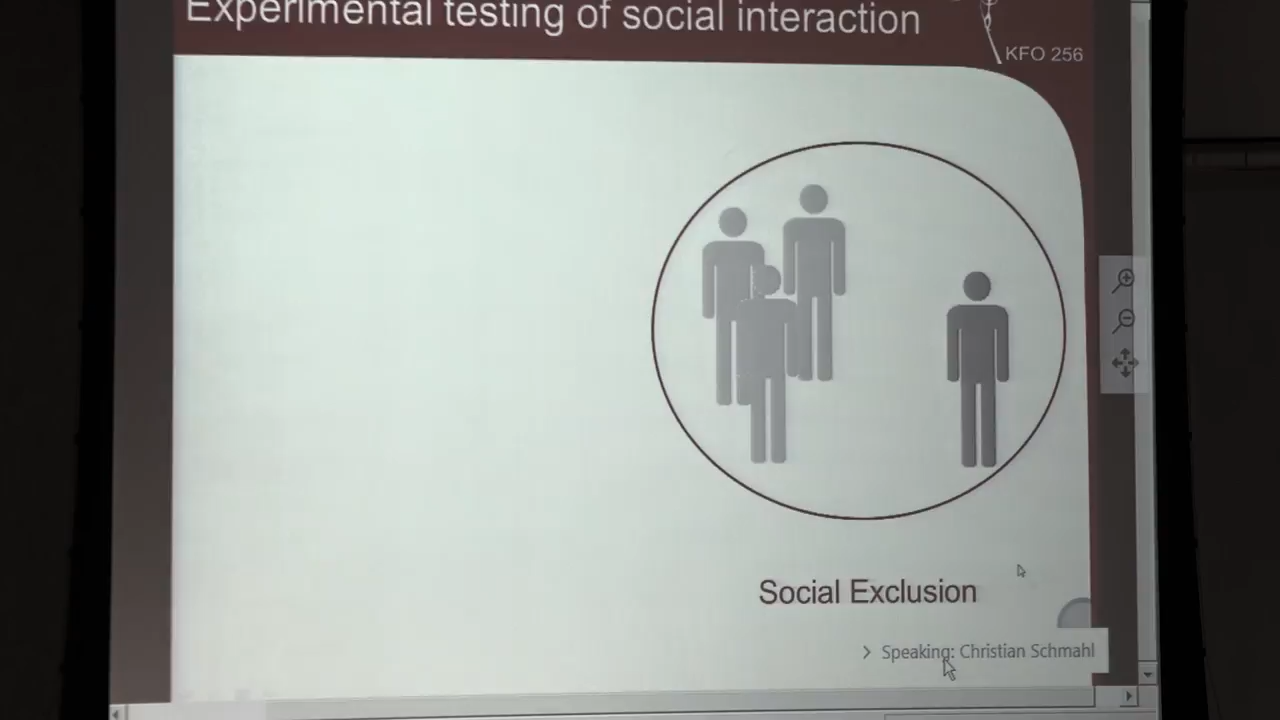 Experimental testing of social interaction
KFO 256
Social Exclusion
> Speaking: Christian Schmahl